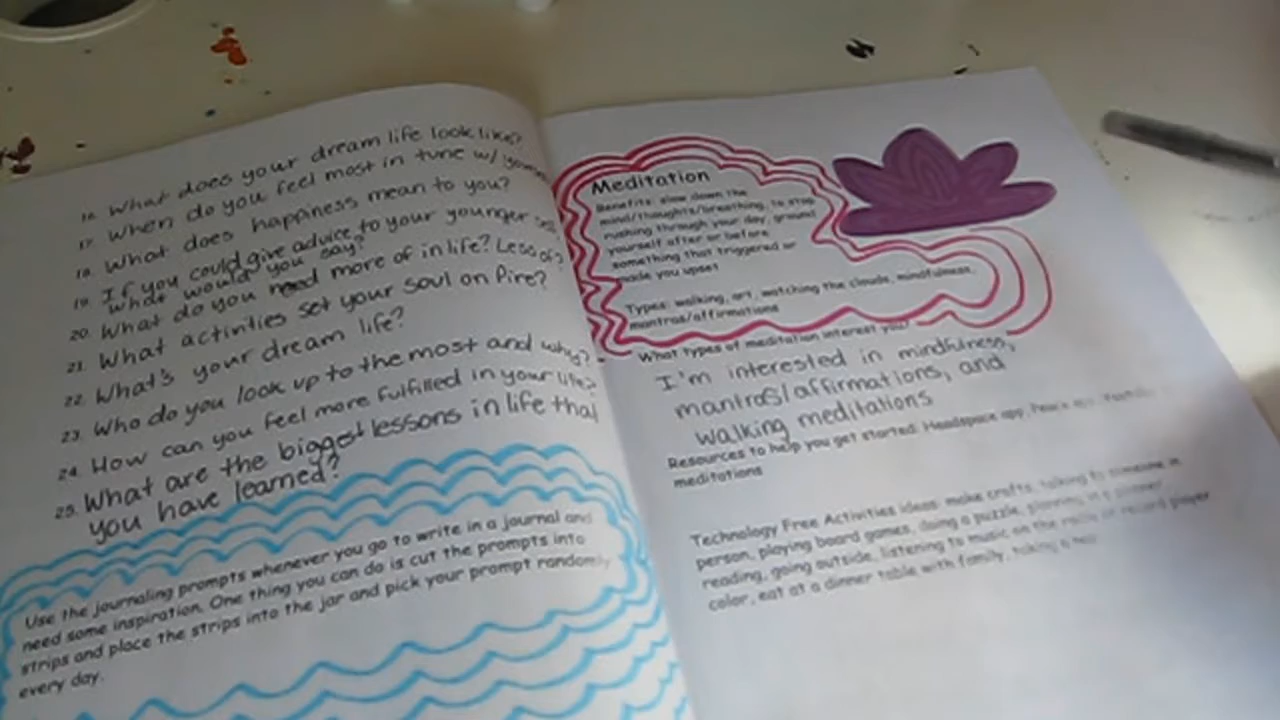 16. What does your dream life look like?
17. When do you feel most in tune w/
18. What does happiness mean to you?
19. If you could give advice to your younger
what would you say?
20. What do you need more of in life? Less of?
21. What activities set your soul on fire?
22. What's your dream life?
23. Who do you look up to the most and why?
24. How can you feel more fulfilled in your life?
25. What are the biggest lessons in life that
you have learned?
Use the journaling prompts whenever you go to write in a journal and
need some inspiration. One thing you can do is cut the prompts into
strips and place the strips into the jar and pick your prompt randomly
every day.
Meditation
Benefits: slow down the
mind/thoughts/breathing, to stop
rushing through your day, ground
yourself after or before
something that triggered or
made you upset
Types: walking, art, watching the clouds, mindfulness,
mantras/affirmations
What types of meditation interest you?
I'm interested in mindfulness,
mantras/affirmations, and
walking meditations
Resources to help you get started: Headspace app,
meditations
Technology Free Activities ideas: make crafts, talking to someone in
person, playing board games, doing a puzzle, planning in a planner,
reading, going outside, listening to music on the radio or record player
color, eat at a dinner table with family, taking a